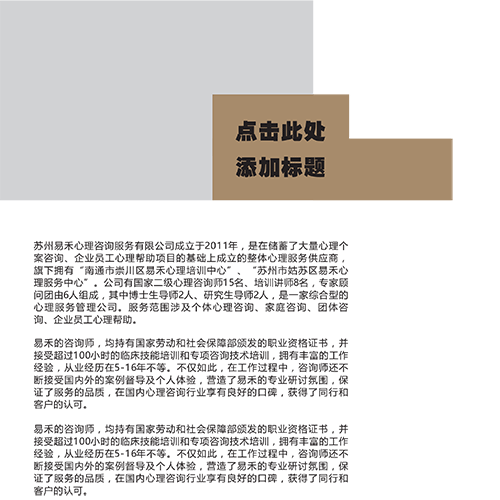 点击此处
添加标题
苏州易禾心理咨询服务有限公司成立于2011年，是在储蓄了大量心理个
案咨询、企业员工心理帮助项目的基础上成立的整体心理服务供应商，
旗下拥有“南通市崇川区易禾心理培训中心”、“苏州市姑苏区易禾心
理服务中心”。公司有国家二级心理咨询师15名、培训讲师8名，专家顾
问团由6人组成，其中博士生导师2人、研究生导师2人，是一家综合型的
心理服务管理公司。服务范围涉及个体心理咨询、家庭咨询、团体咨
询、企业员工心理帮助。
易禾的咨询师，均持有国家劳动和社会保障部颁发的职业资格证书，并
接受超过100小时的临床技能培训和专项咨询技术培训，拥有丰富的工作
经验，从业经历在5-16年不等。不仅如此，在工作过程中，咨询师还不
断接受国内外的案例督导及个人体验，营造了易禾的专业研讨氛围，保
证了服务的品质，在国内心理咨询行业享有良好的口碑，获得了同行和
客户的认可。
易禾的咨询师，均持有国家劳动和社会保障部颁发的职业资格证书，并
接受超过100小时的临床技能培训和专项咨询技术培训，拥有丰富的工作
经验，从业经历在5-16年不等。不仅如此，在工作过程中，咨询师还不
断接受国内外的案例督导及个人体验，营造了易禾的专业研讨氛围，保
证了服务的品质，在国内心理咨询行业享有良好的口碑，获得了同行和
客户的认可。